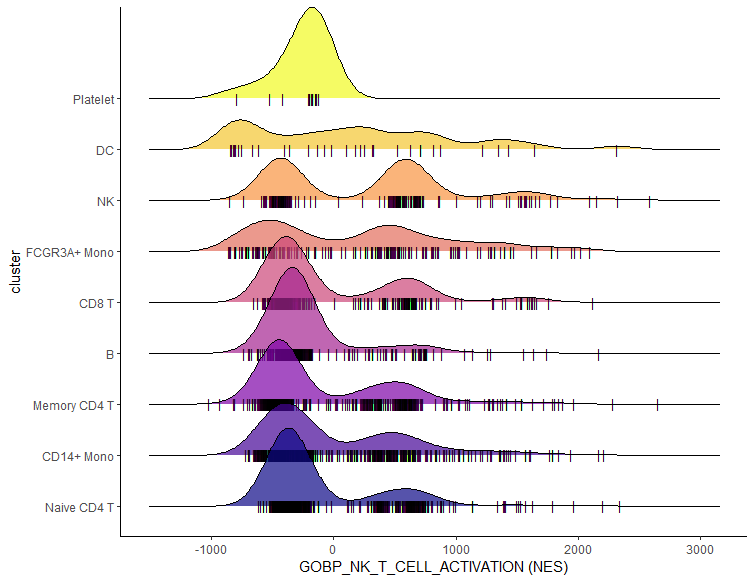 Platelet
DC
NK
FCGR3A+ Mono
CD8 T
B
Memory CD4 T
CD14+ Mono
Naive CD4 T
cluster
-1000 0 1000 2000 3000
GOBP_NK_T_CELL_ACTIVATION (NES)